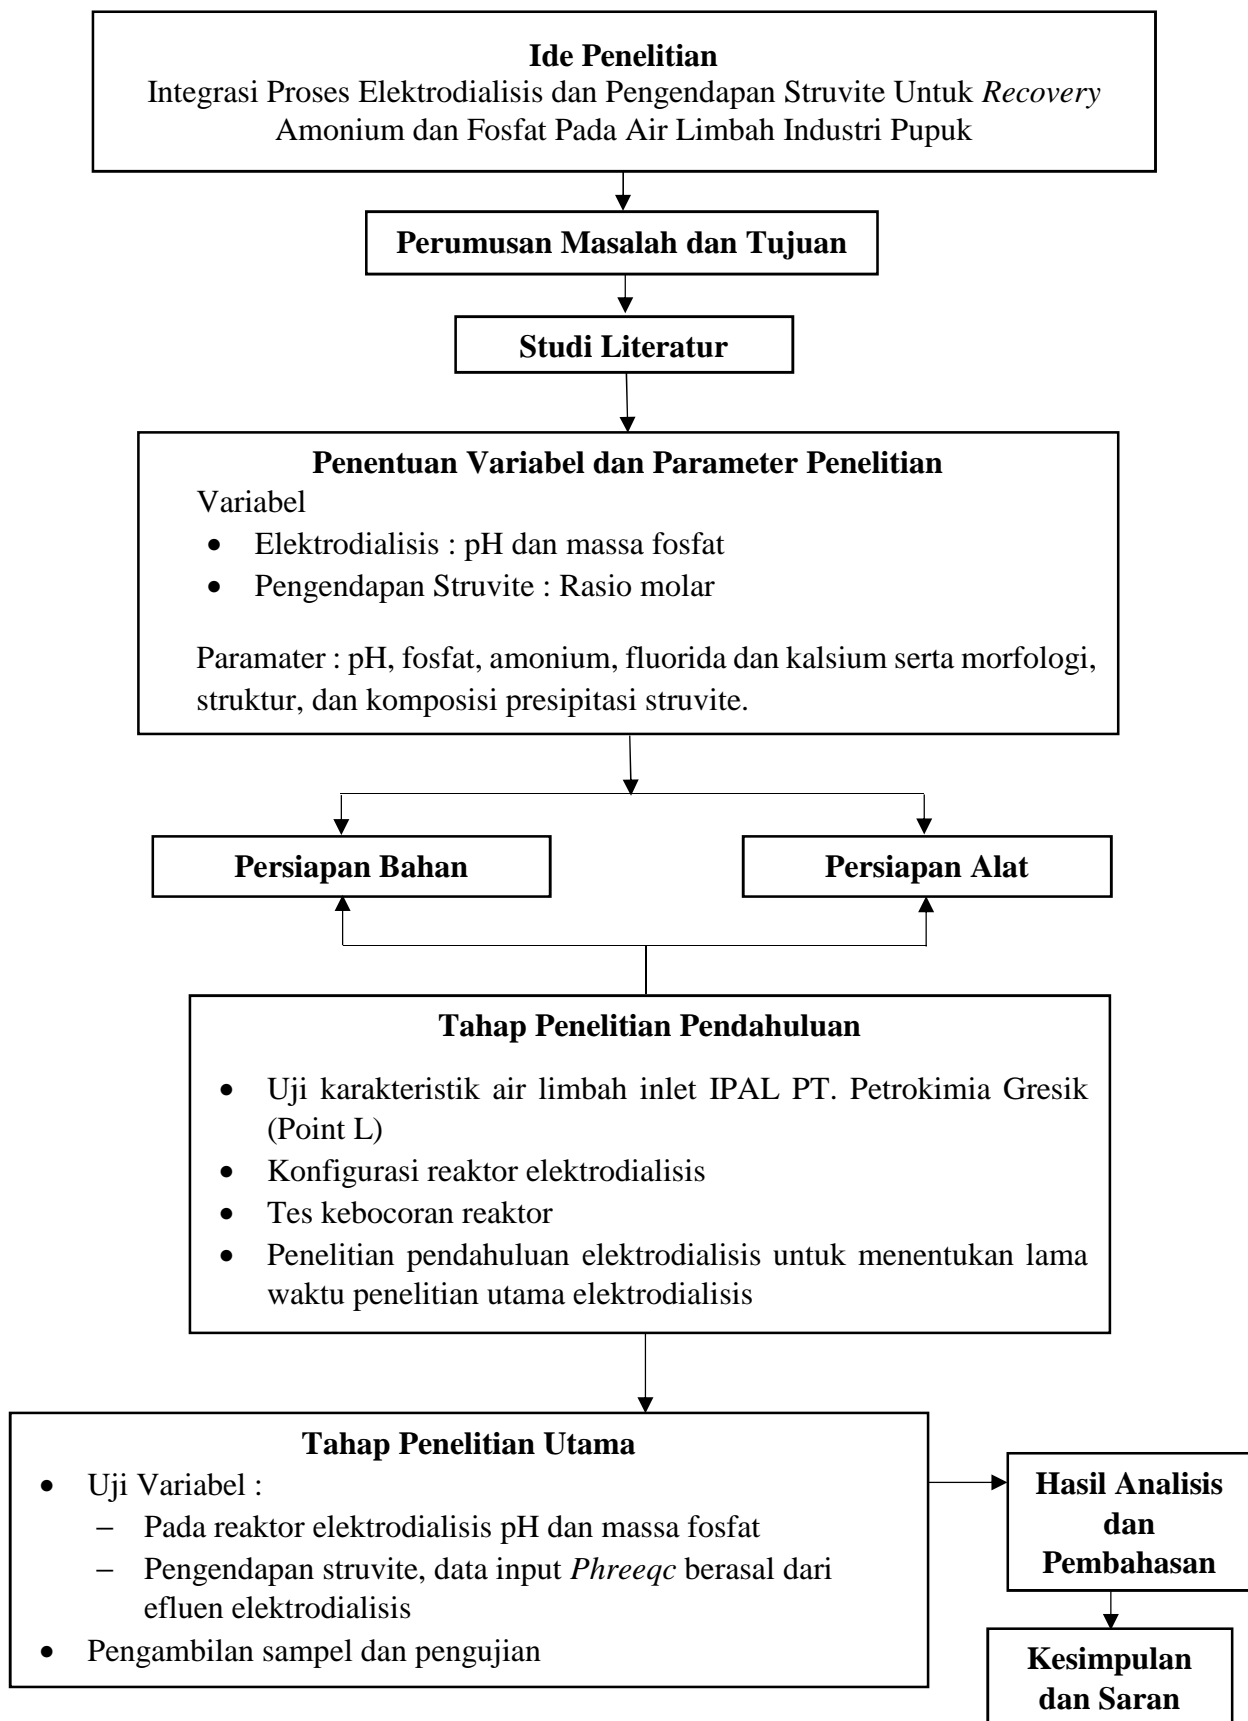 Ide Penelitian
Integrasi Proses Elektrodialisis dan Pengendapan Struvite Untuk Recovery
Amonium dan Fosfat Pada Air Limbah Industri Pupuk
Perumusan Masalah dan Tujuan
Studi Literatur
Penentuan Variabel dan Parameter Penelitian
Variabel
• Elektrodialisis : pH dan massa fosfat
• Pengendapan Struvite : Rasio molar
Paramater : pH, fosfat, amonium, fluorida dan kalsium serta morfologi,
struktur, dan komposisi presipitasi struvite.
Persiapan Bahan
Persiapan Alat
Tahap Penelitian Pendahuluan
• Uji karakteristik air limbah inlet IPAL PT. Petrokimia Gresik
(Point L)
• Konfigurasi reaktor elektrodialisis
• Tes kebocoran reaktor
• Penelitian pendahuluan elektrodialisis untuk menentukan lama
waktu penelitian utama elektrodialisis
Tahap Penelitian Utama
• Uji Variabel :
– Pada reaktor elektrodialisis pH dan massa fosfat
– Pengendapan struvite, data input Phreeqc berasal dari
efluen elektrodialisis
• Pengambilan sampel dan pengujian
Hasil Analisis
dan
Pembahasan
Kesimpulan
dan Saran